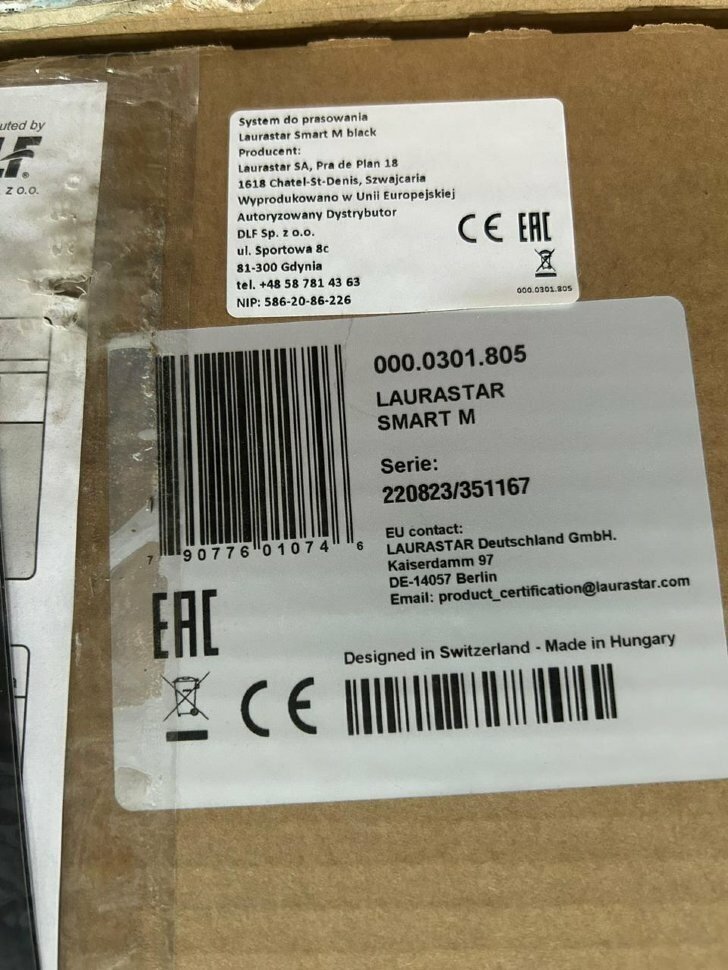 uted by
LF®
Z O.O.
System do prasowania
Laurastar Smart M black
Producent:
Laurastar SA, Pra de Plan 18
1618 Chatel-St-Denis, Szwajcaria
Wyprodukowano w Unii Europejskiej
Autoryzowany Dystrybutor
DLF Sp. z o.o.
ul. Sportowa 8c
81-300 Gdynia
tel. +48 58 781 43 63
NIP: 586-20-86-226
CE EAC
000.0301.805
000.0301.805
LAURASTAR
SMART M
Serie:
220823/351167
7 90776 01074 6
EU contact:
LAURASTAR Deutschland GmbH.
Kaiserdamm 97
DE-14057 Berlin
Email: product_certification@laurastar.com
EAC
Designed in Switzerland - Made in Hungary
CE